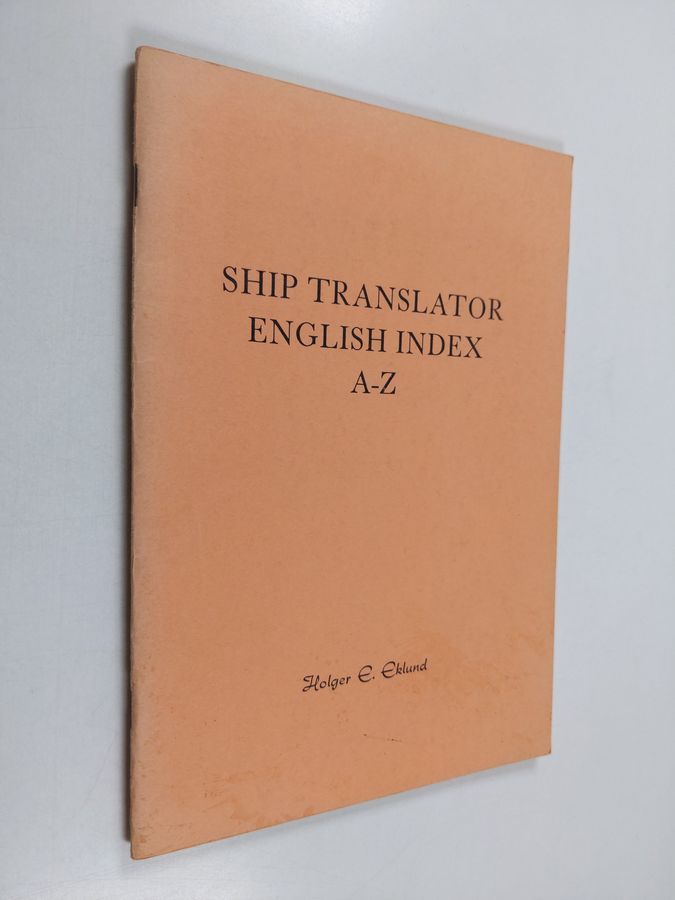 SHIP TRANSLATOR
ENGLISH INDEX
A-Z
Holger E. Eklund